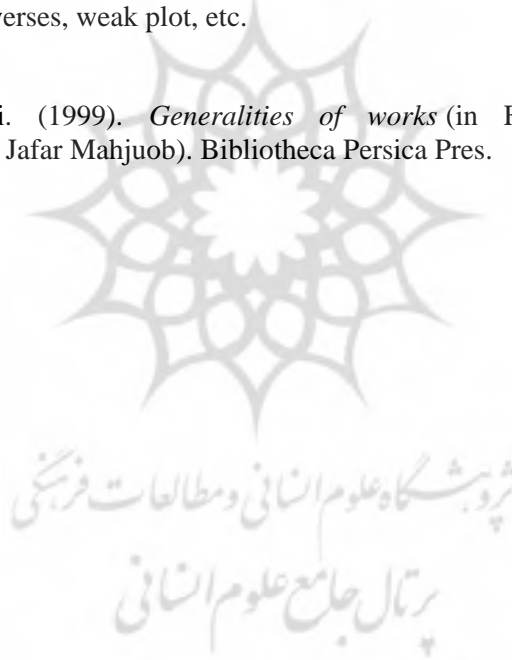 erses, weak plot, etc.
i. (1999). Generalities of works (in
Jafar Mahjuob). Bibliotheca Persica Pres.
پژوهشگاه علوم انسانی و مطالعات فرهنگی
پرتال جامع علوم انسانی